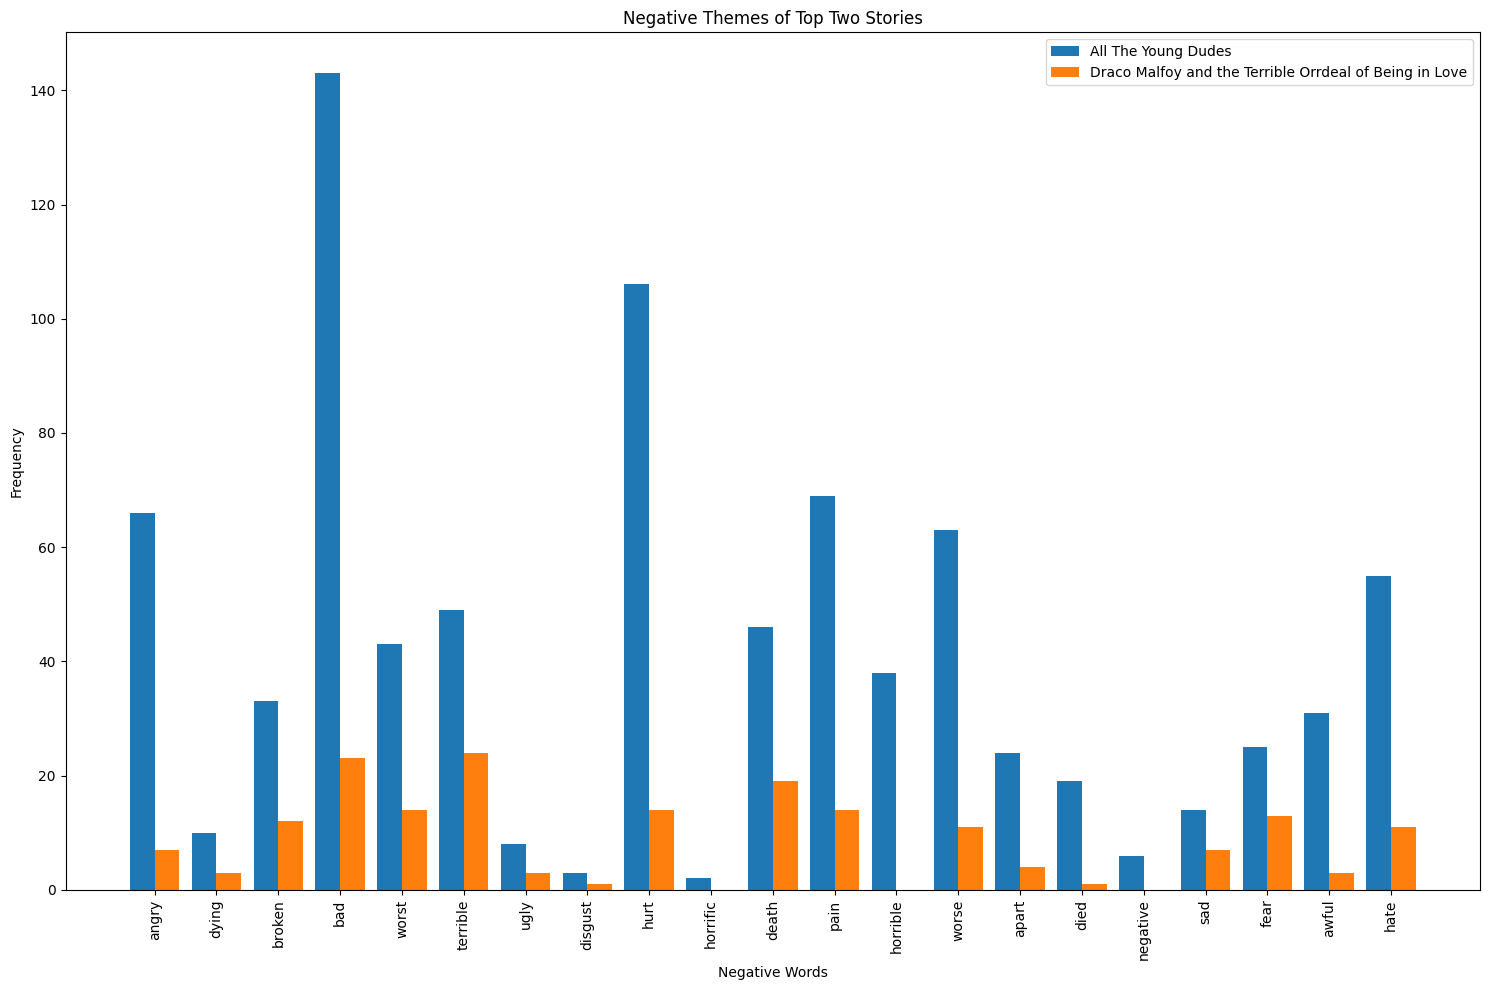 Negative Themes of Top Two Stories
All The Young Dudes
Draco Malfoy and the Terrible Orrdeal of Being in Love
Frequency
140
120
100
80
60
40
20
0
angry
dying
broken
bad
worst
terrible
ugly
disgust
hurt
horrific
death
pain
horrible
worse
apart
died
negative
sad
fear
awful
hate
Negative Words